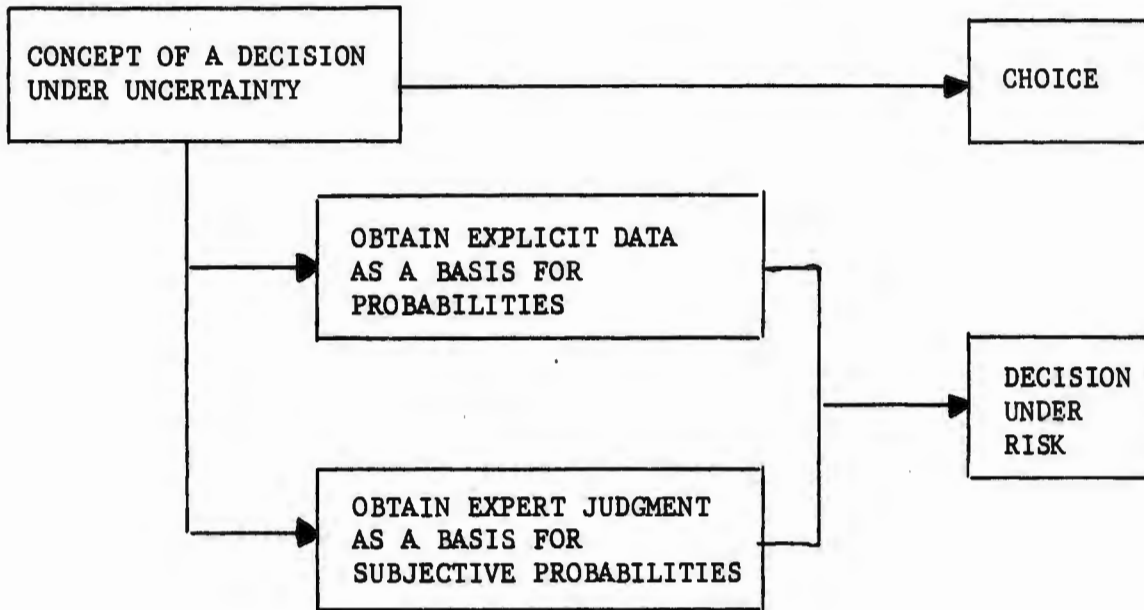 CONCEPT OF A DECISION
UNDER UNCERTAINTY
CHOICE
OBTAIN EXPLICIT DATA
AS A BASIS FOR
PROBABILITIES
DECISION
UNDER
RISK
OBTAIN EXPERT JUDGMENT
AS A BASIS FOR
SUBJECTIVE PROBABILITIES